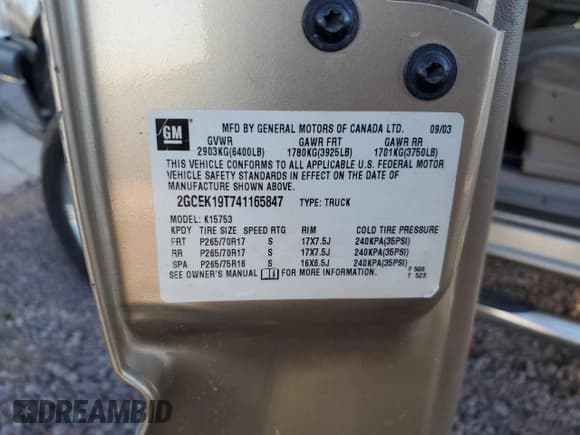 GM
MFD BY GENERAL MOTORS OF CANADA LTD. 09/03
GVWR GAWR FRT GAWR RR
2903KG(6400LB) 1780KG(3925LB) 1701KG(3750LB)
THIS VEHICLE CONFORMS TO ALL APPLICABLE U.S. FEDERAL MOTOR
VEHICLE SAFETY STANDARDS IN EFFECT ON THE DATE OF
MANUFACTURE SHOWN ABOVE.
2GCEK19T741165847 TYPE: TRUCK
MODEL: K15753
KPDY TIRE SIZE SPEED RTG RIM COLD TIRE PRESSURE
FRT P265/70R17 S 17X7.5J 240KPA(35PSI)
RR P265/70R17 S 17X7.5J 240KPA(35PSI)
SPA P265/75R16 S 16X6.5J 240KPA(35PSI)
SEE OWNER'S MANUAL FOR MORE INFORMATION.
F 566
T 523
DREAMBID